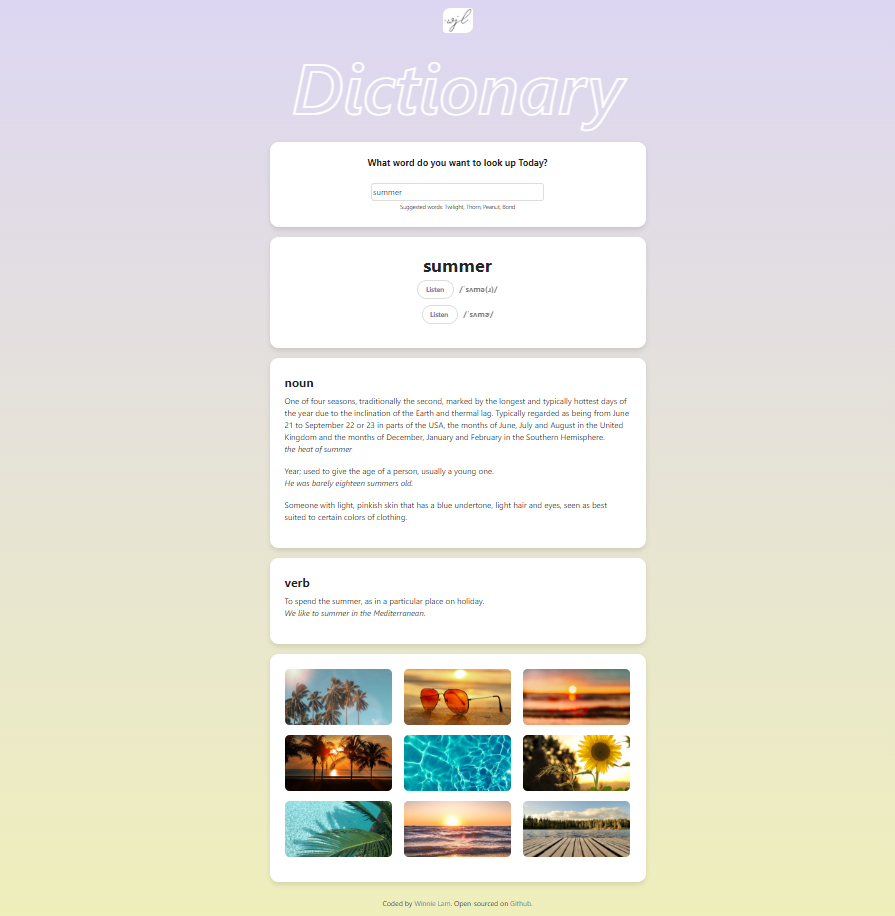 wjl
Dictionary
What word do you want to look up Today?
summer
Suggested words: Twilight, Thorn, Peanut, Bond
summer
Listen /ˈsʌmə(ɹ)/
Listen /ˈsʌmɚ/
noun
One of four seasons, traditionally the second, marked by the longest and typically hottest days of
the year due to the inclination of the Earth and thermal lag. Typically regarded as being from June
21 to September 22 or 23 in parts of the USA, the months of June, July and August in the United
Kingdom and the months of December, January and February in the Southern Hemisphere.
the heat of summer
Year; used to give the age of a person, usually a young one.
He was barely eighteen summers old.
Someone with light, pinkish skin that has a blue undertone, light hair and eyes, seen as best
suited to certain colors of clothing.
verb
To spend the summer, as in a particular place on holiday.
We like to summer in the Mediterranean.
Coded by Winnie Lam. Open-sourced on Github.